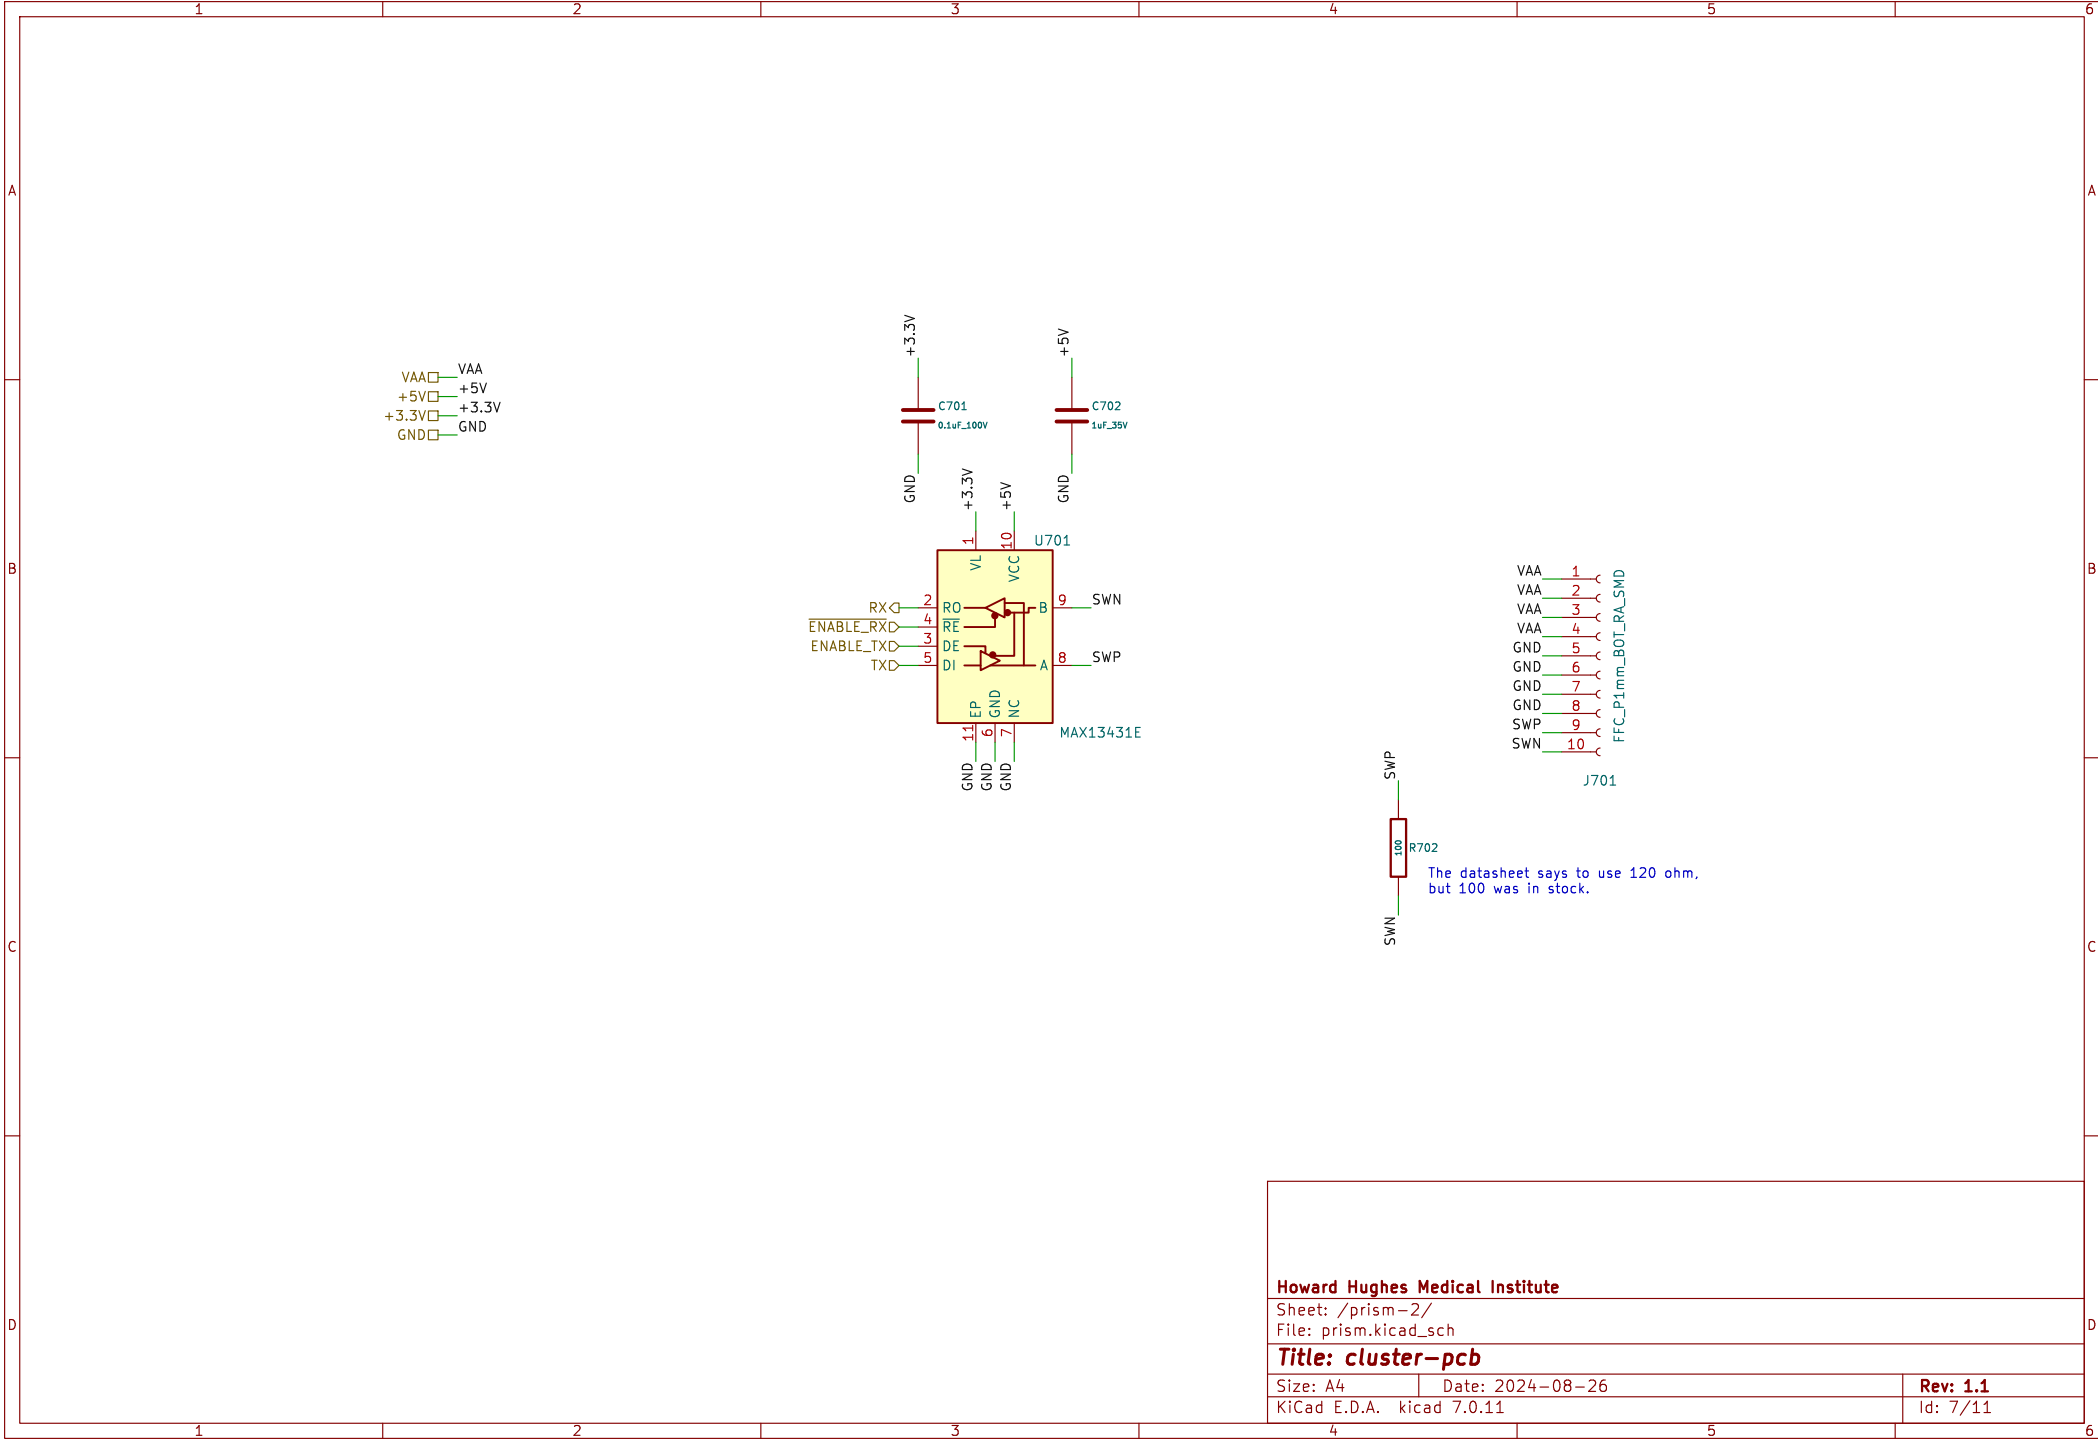 1 2 3 4 5 6
A A
B B
C C
D D
VAA VAA
+5V +5V
+3.3V +3.3V
GND GND
+3.3V
C701
0.1uF_100V
GND
+5V
C702
1uF_35V
GND
+3.3V
+5V
1
10
U701
VL
VCC
RX 2 RO
ENABLE_RX 4 RE
ENABLE_TX 3 DE
TX 5 DI
B 9 SWN
A 8 SWP
EP
GND
NC
11
6
7
MAX13431E
GND
GND
GND
VAA 1
VAA 2
VAA 3
VAA 4
GND 5
GND 6
GND 7
GND 8
SWP 9
SWN 10
FFC_P1mm_BOT_RA_SMD
J701
SWP
100
R702
SWN
The datasheet says to use 120 ohm,
but 100 was in stock.
Howard Hughes Medical Institute
Sheet: /prism-2/
File: prism.kicad_sch
Title: cluster-pcb
Size: A4 Date: 2024-08-26 Rev: 1.1
KiCad E.D.A. kicad 7.0.11 Id: 7/11
1 2 3 4 5 6